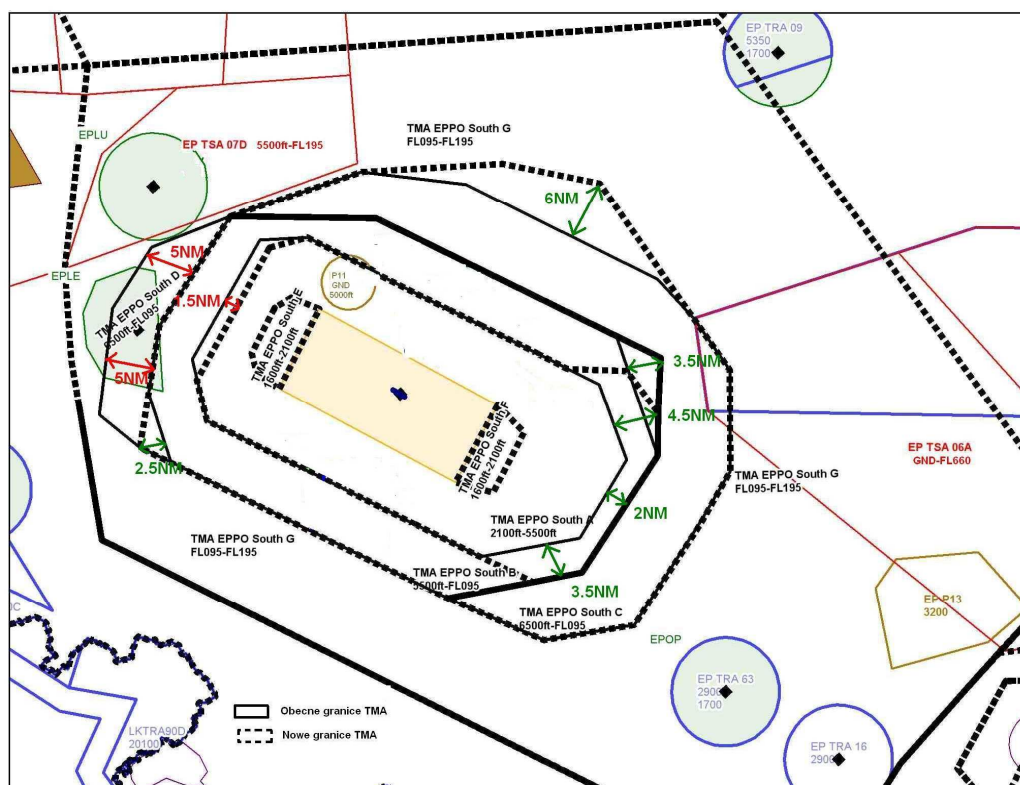 EP TRA 09
5350
1700
TMA EPPO South G
FL095-FL195
EPLU
EP TSA 07D 5500ft-FL195
6NM
5NM
EPLE
TMA EPPO South D
6500ft-FL095
1.5NM
P11
GND
5000ft
TMA EPPO South E
1600ft-2100ft
5NM
3.5NM
4.5NM
TMA EPPO South F
1600ft-2100ft
2.5NM
EP TSA 06A
GND-FL660
TMA EPPO South G
FL095-FL195
2NM
TMA EPPO South A
2100ft-5500ft
TMA EPPO South G
FL095-FL195
TMA EPPO South B
5500ft-FL095
3.5NM
TMA EPPO South C
6500ft-FL095
EP P13
3200
EPOP
0C
EP TRA 63
2900
1700
LKTRA90D
20100
Obecne granice TMA
Nowe granice TMA
EP TRA 16
2900